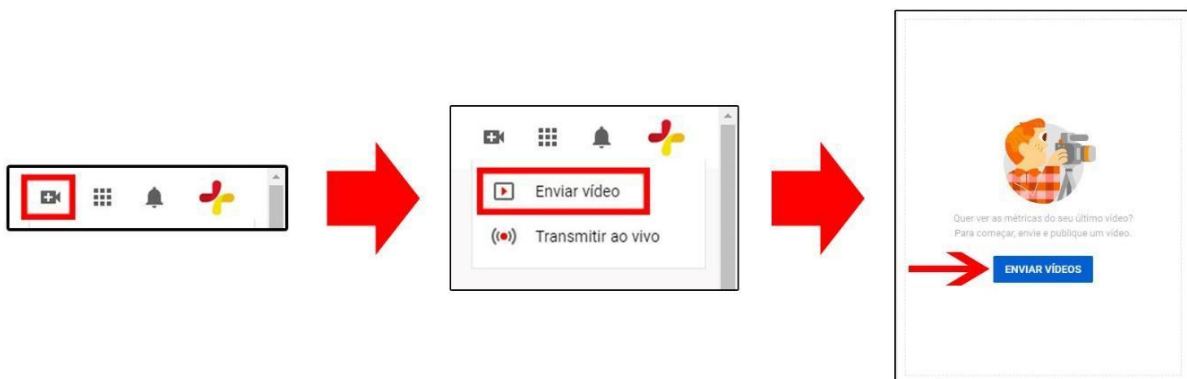 Enviar vídeo
Transmitir ao vivo
Quer ver as métricas do seu último vídeo?
Para começar, envie e publique um vídeo.
ENVIAR VÍDEOS